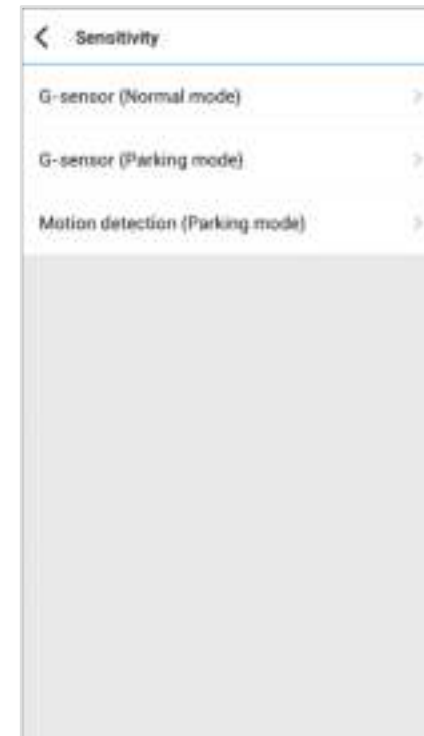 Sensitivity
G-sensor (Normal mode)
G-sensor (Parking mode)
Motion detection (Parking mode)